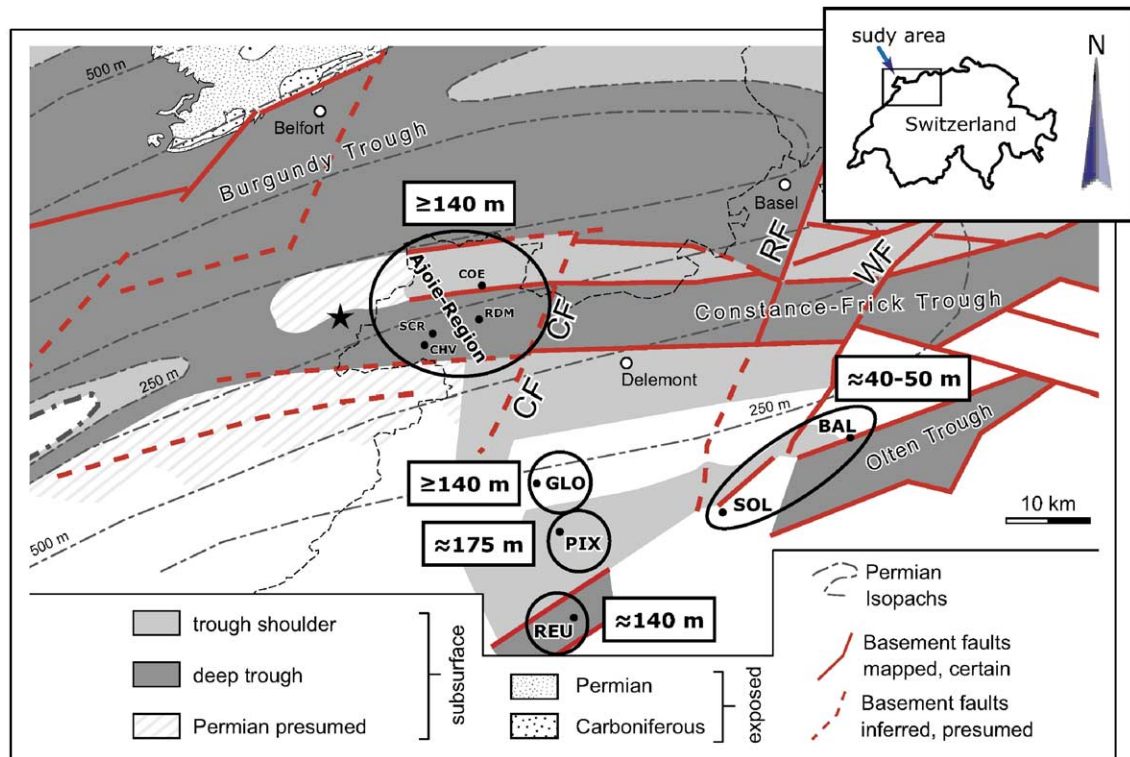 sudy area
N
Switzerland
500 m
Belfort
Burgundy Trough
≥140 m
Basel
RF
WF
COE
Ajoie-Region
RDM
SCR
CHV
CF
Constance-Frick Trough
CF
Delemont
250 m
≈40-50 m
250 m
BAL
Olten Trough
≥140 m
GLO
SOL
10 km
≈175 m
PIX
500 m
REU
≈140 m
trough shoulder
deep trough
Permian presumed
subsurface
Permian
Carboniferous
exposed
Permian
Isopachs
Basement faults
mapped, certain
Basement faults
inferred, presumed